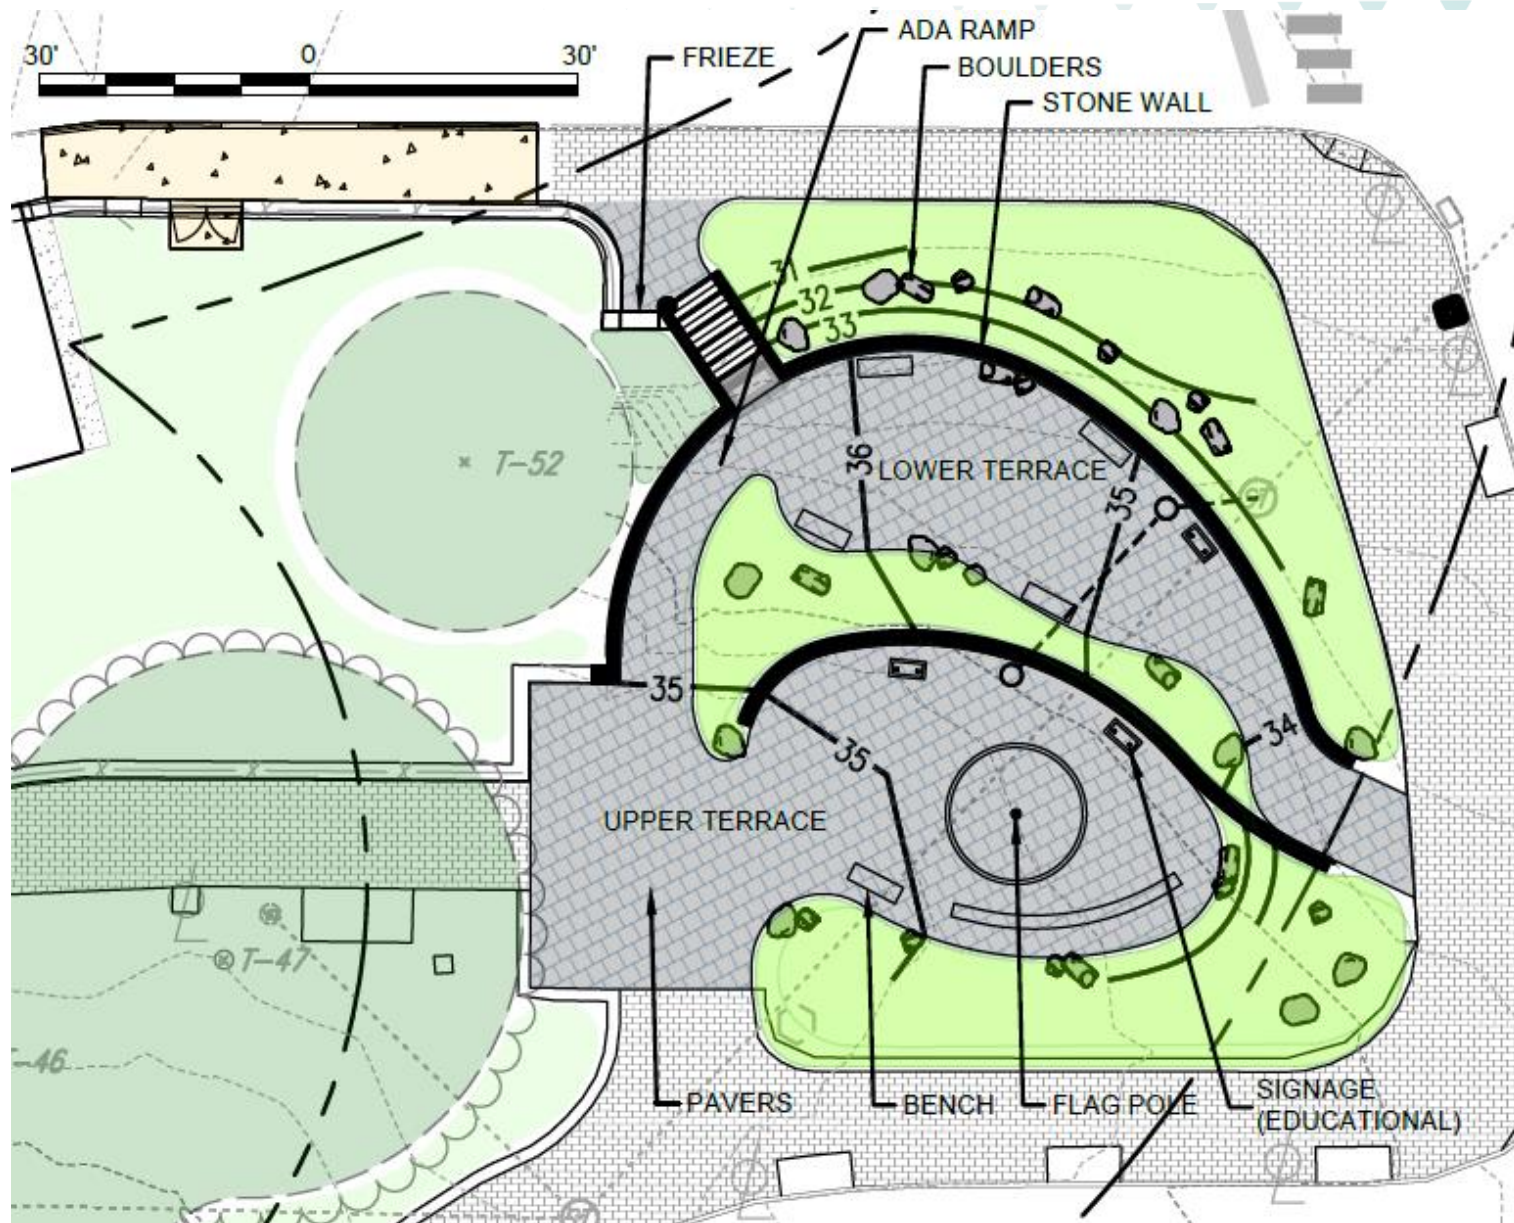 30' 0 30'
FRIEZE
ADA RAMP
BOULDERS
STONE WALL
31
32
33
T-52
36
LOWER TERRACE
35
35
34
35
UPPER TERRACE
T-47
-46
PAVERS
BENCH
FLAG POLE
SIGNAGE
(EDUCATIONAL)